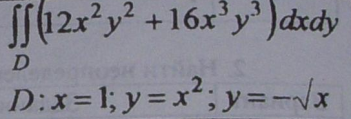 ∬(12x²y² + 16x³y³)dxdy
D
D: x = 1; y = x²; y = −√x